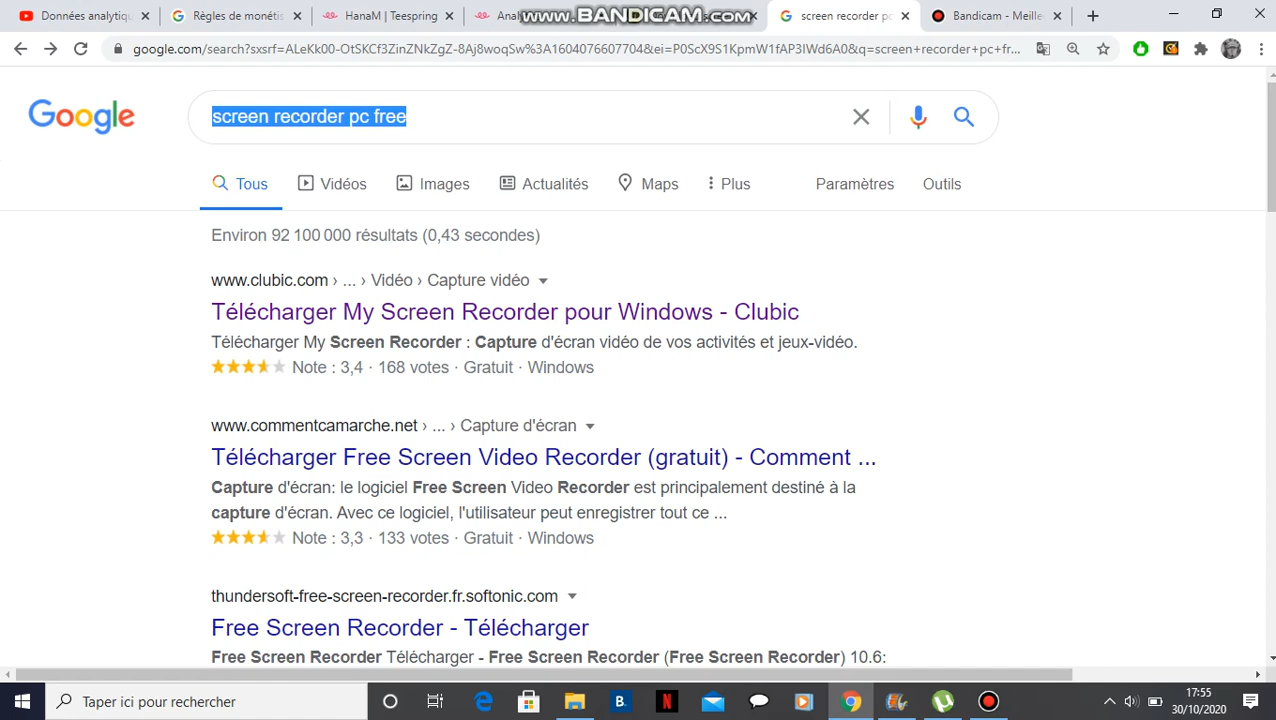 Données analytiqu
Règles de monétis
HanaM | Teespring
Ana
www.BANDICAM.com
screen recorder pc
Bandicam - Meille
google.com/search?sxsrf=ALeKk00-OtSKCf3ZinZNkZgZ-8Aj8woqSw%3A1604076607704&ei=P0ScX9S1KpmW1fAP3IWd6A0&q=screen+recorder+pc+fr...
Google
screen recorder pc free
Tous
Vidéos
Images
Actualités
Maps
Plus
Paramètres
Outils
Environ 92 100 000 résultats (0,43 secondes)
www.clubic.com › ... › Vidéo › Capture vidéo
Télécharger My Screen Recorder pour Windows - Clubic
Télécharger My Screen Recorder : Capture d'écran vidéo de vos activités et jeux-vidéo.
Note : 3,4 · 168 votes · Gratuit · Windows
www.commentcamarche.net › ... › Capture d'écran
Télécharger Free Screen Video Recorder (gratuit) - Comment ...
Capture d'écran: le logiciel Free Screen Video Recorder est principalement destiné à la
capture d'écran. Avec ce logiciel, l'utilisateur peut enregistrer tout ce ...
Note : 3,3 · 133 votes · Gratuit · Windows
thundersoft-free-screen-recorder.fr.softonic.com
Free Screen Recorder - Télécharger
Free Screen Recorder Télécharger - Free Screen Recorder (Free Screen Recorder) 10.6:
Taper ici pour rechercher
B.
N
17:55
30/10/2020